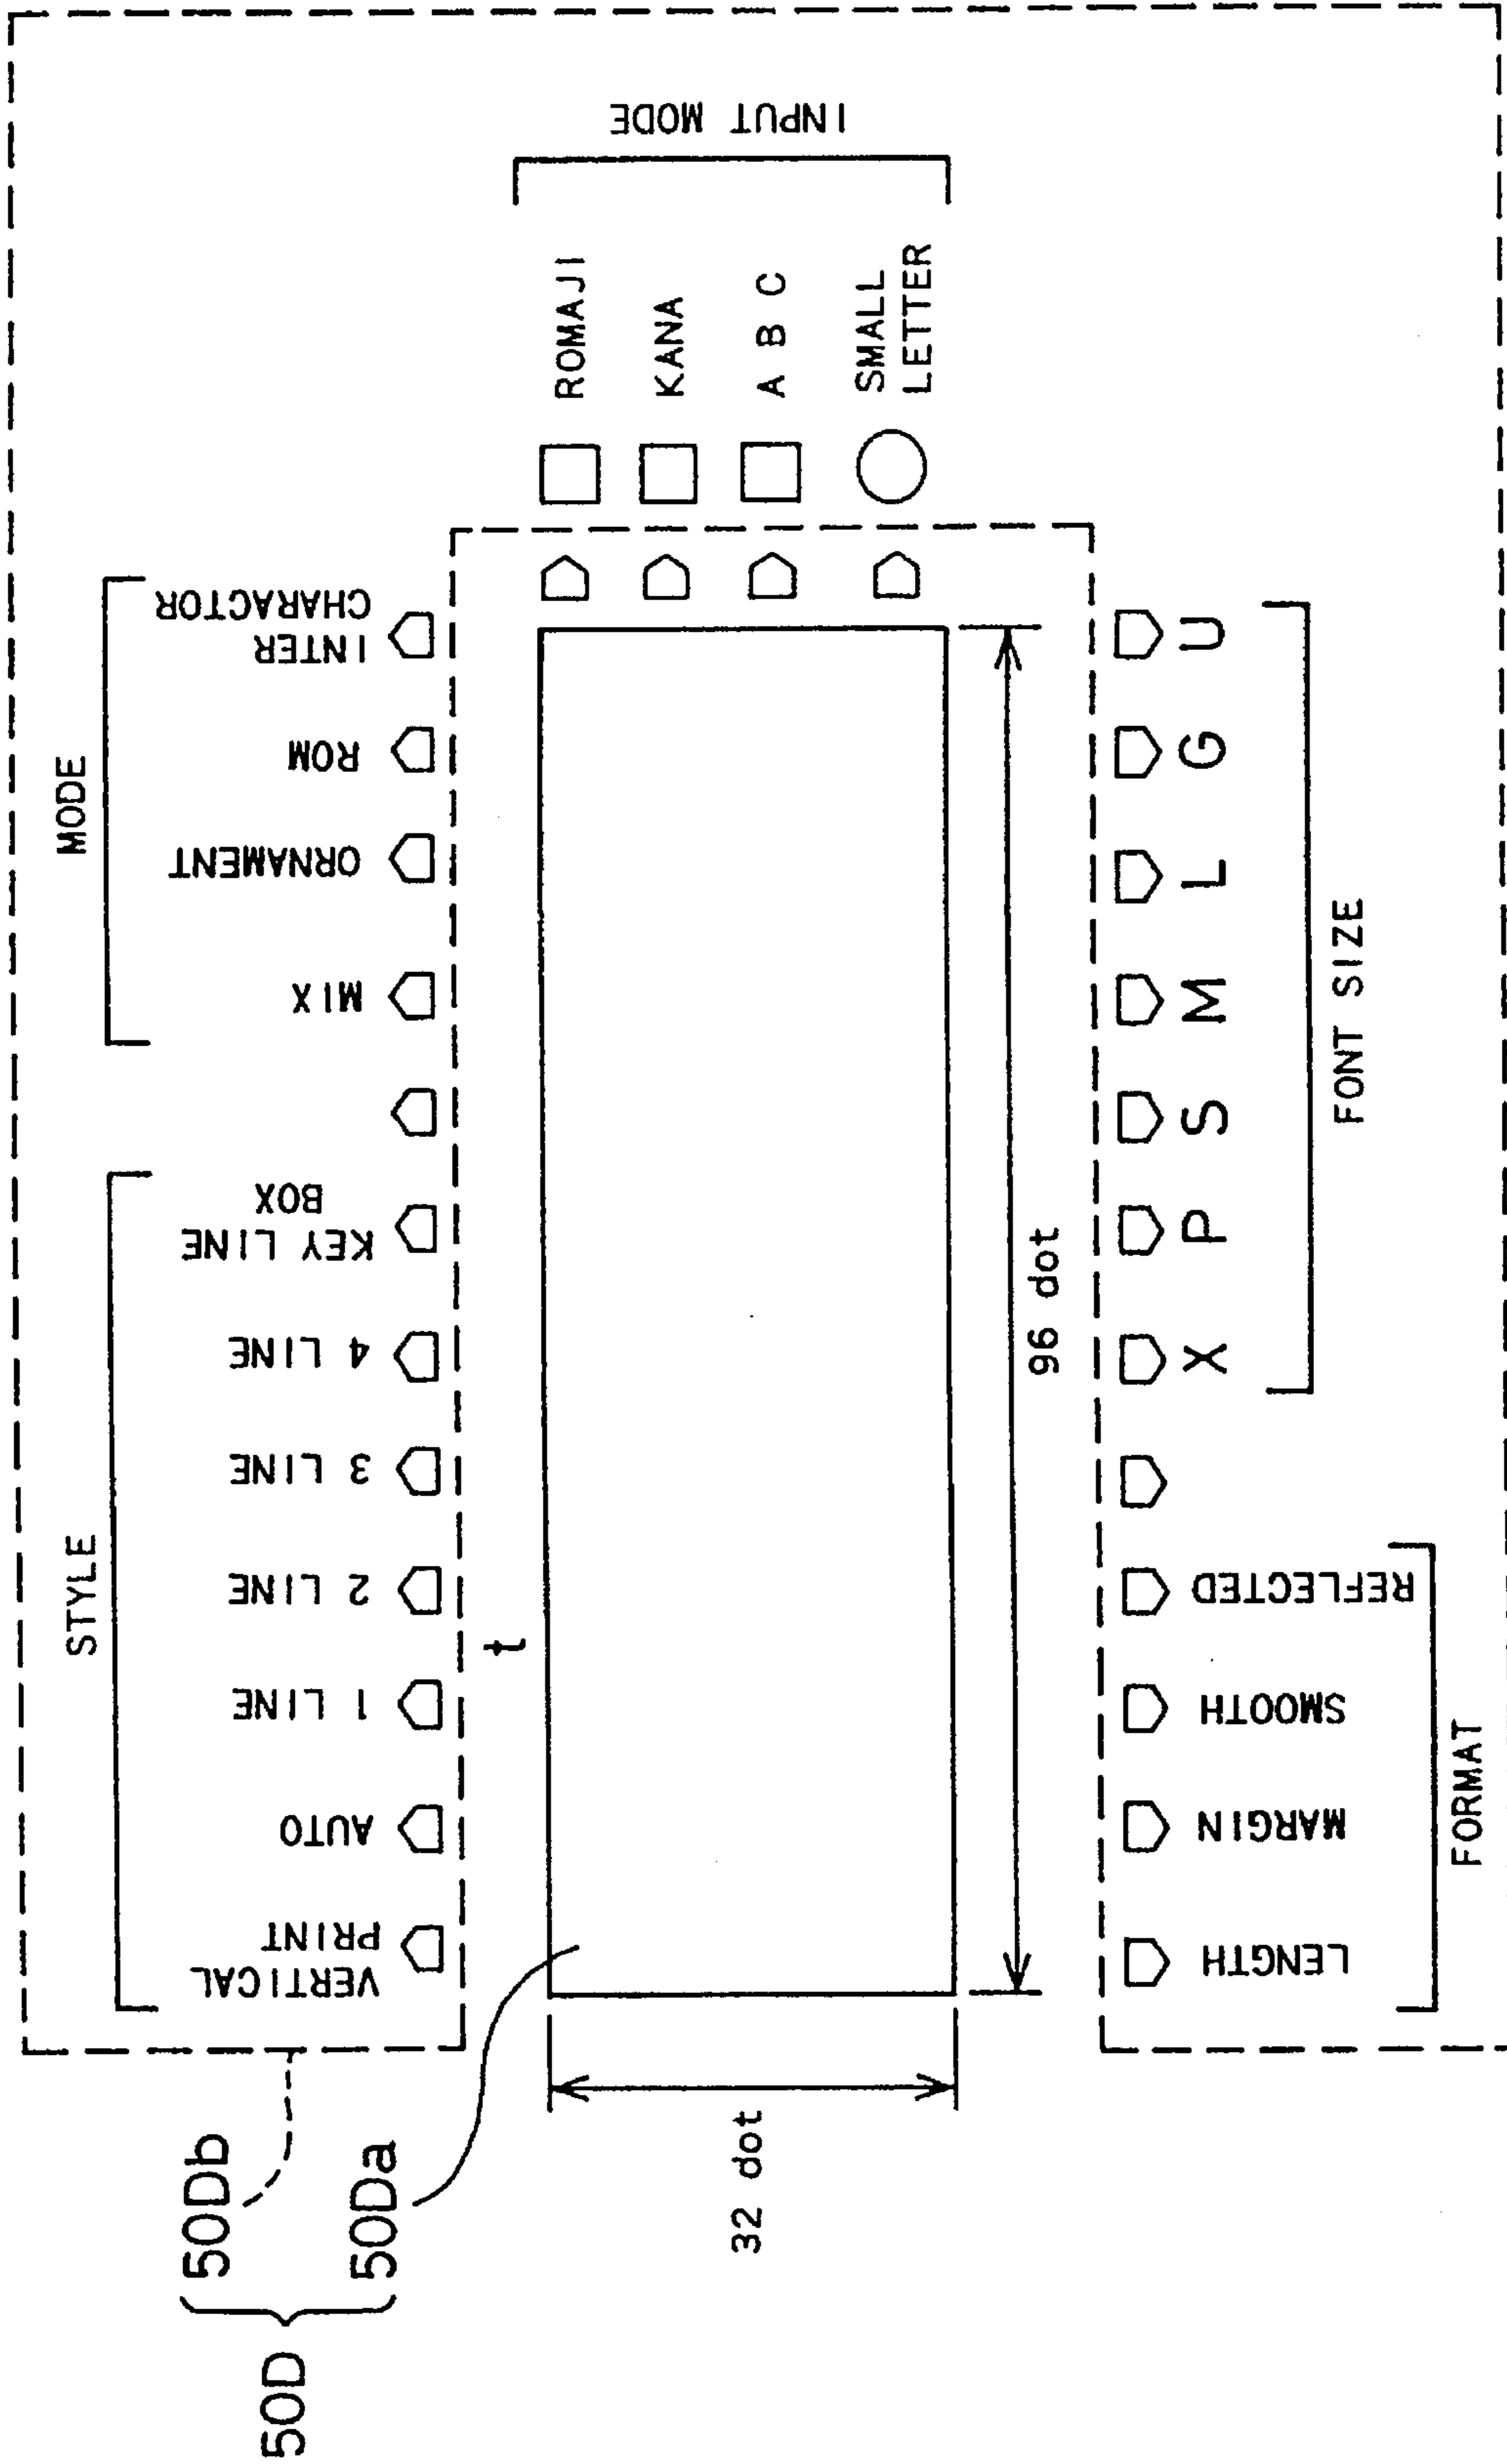 50D
50Db
50Da
STYLE
MODE
VERTICAL
PRINT
AUTO
1 LINE
2 LINE
3 LINE
4 LINE
KEY LINE
BOX
MIX
ORNAMENT
ROM
INTER
CHARACTOR
t
32 dot
96 dot
ROMAJI
KANA
A B C
SMALL
LETTER
INPUT MODE
LENGTH
MARGIN
SMOOTH
REFLECTED
X
P
S
M
L
G
U
FORMAT
FONT SIZE